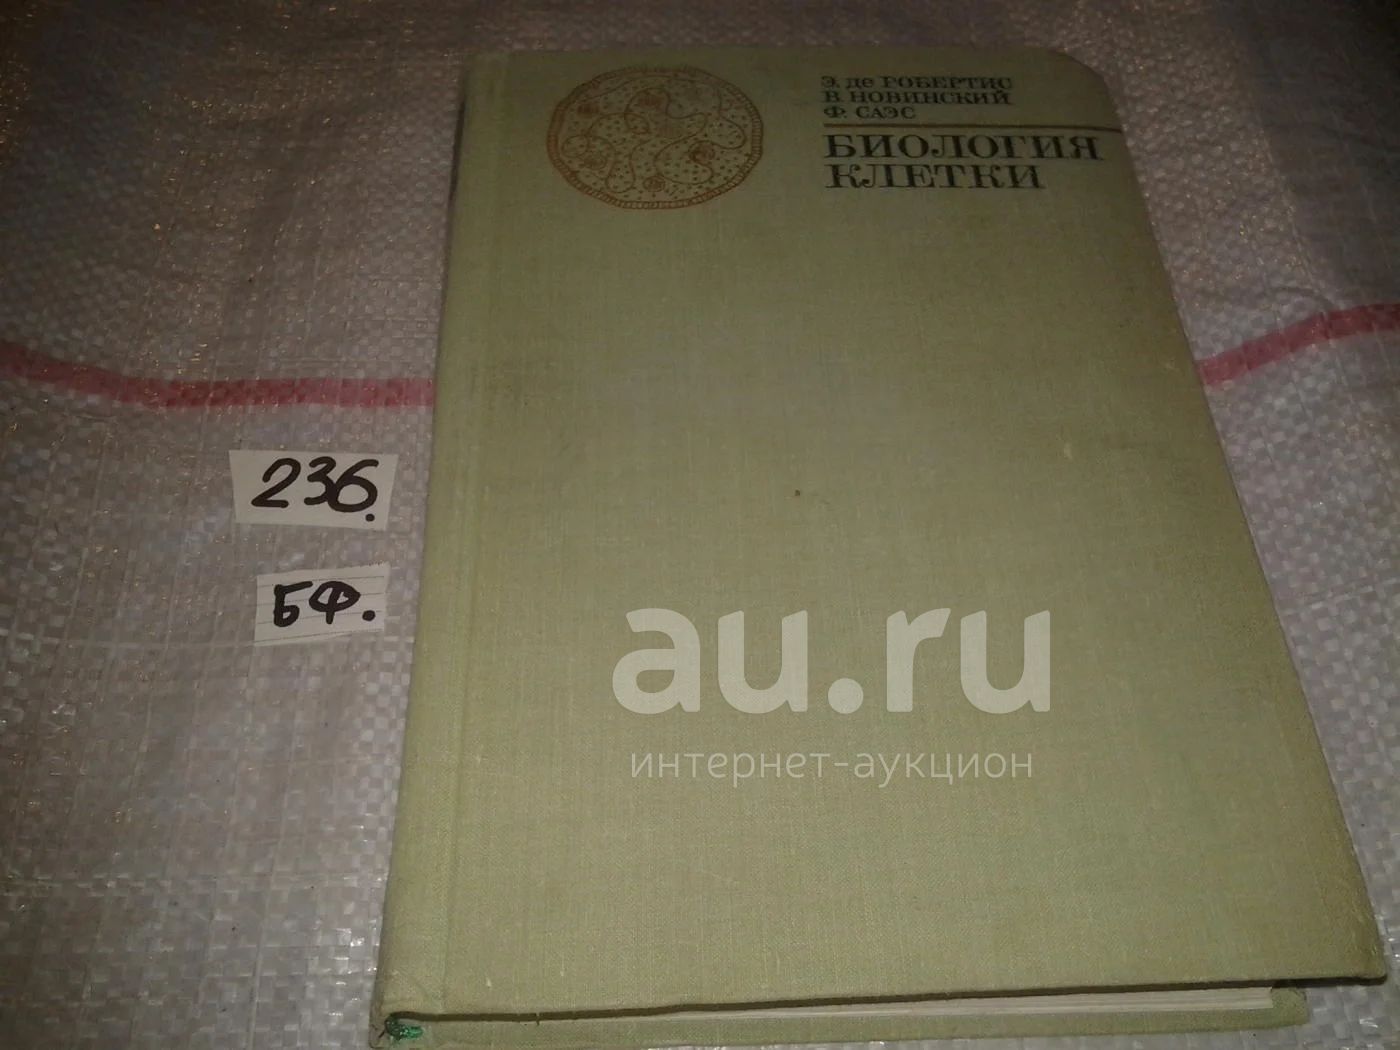 Э. де РОБЕРТИС
В. НОВИНСКИЙ
Ф. САЭС
БИОЛОГИЯ
КЛЕТКИ
236.
БФ.
au.ru
интернет-аукцион